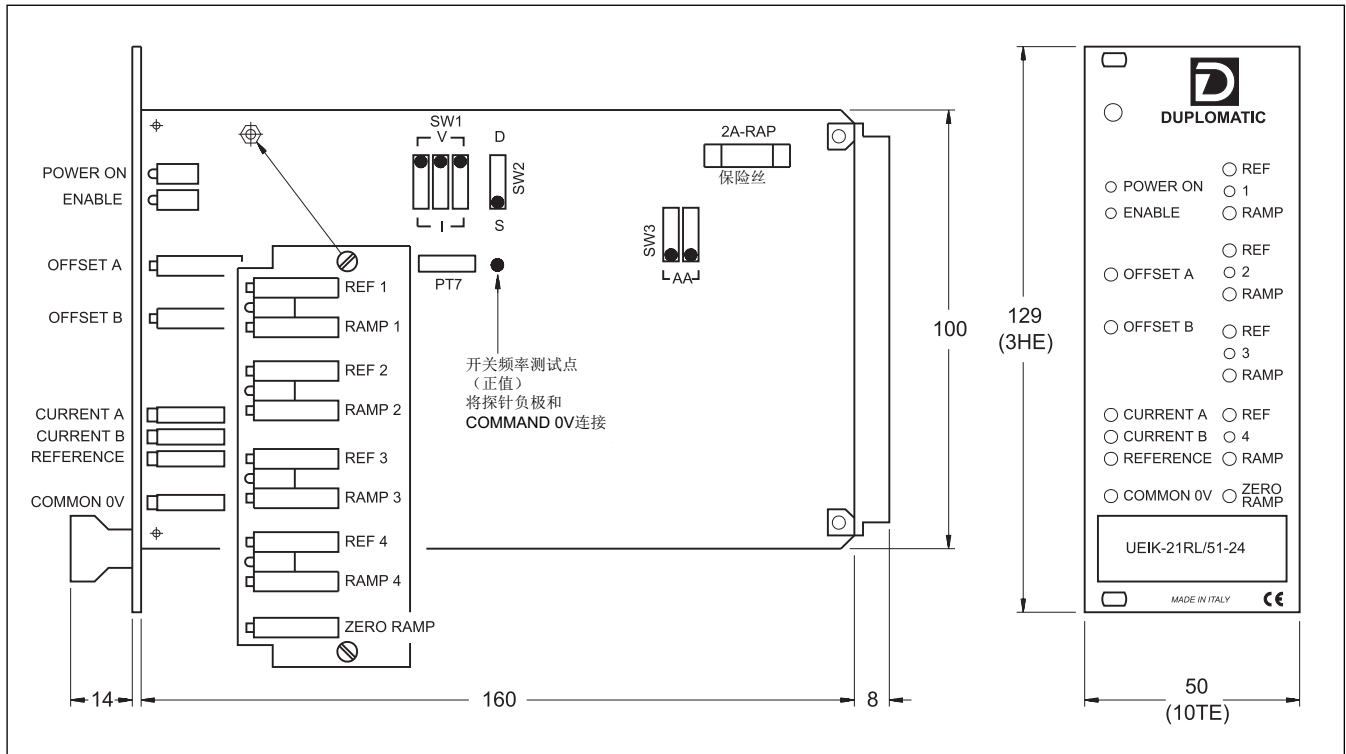 POWER ON
ENABLE
OFFSET A
OFFSET B
CURRENT A
CURRENT B
REFERENCE
COMMON 0V
SW1
V
I
D
SW2
S
PT7
2A-RAP
保险丝
SW3
AA
REF 1
RAMP 1
REF 2
RAMP 2
REF 3
RAMP 3
REF 4
RAMP 4
ZERO RAMP
开关频率测试点
（正值）
将探针负极和
COMMAND 0V连接
14
160
8
100
129
(3HE)
D
DUPLOMATIC
POWER ON
ENABLE
OFFSET A
OFFSET B
CURRENT A
CURRENT B
REFERENCE
COMMON 0V
REF
1
RAMP
REF
2
RAMP
REF
3
RAMP
REF
4
RAMP
ZERO
RAMP
UEIK-21RL/51-24
MADE IN ITALY
CE
50
(10TE)